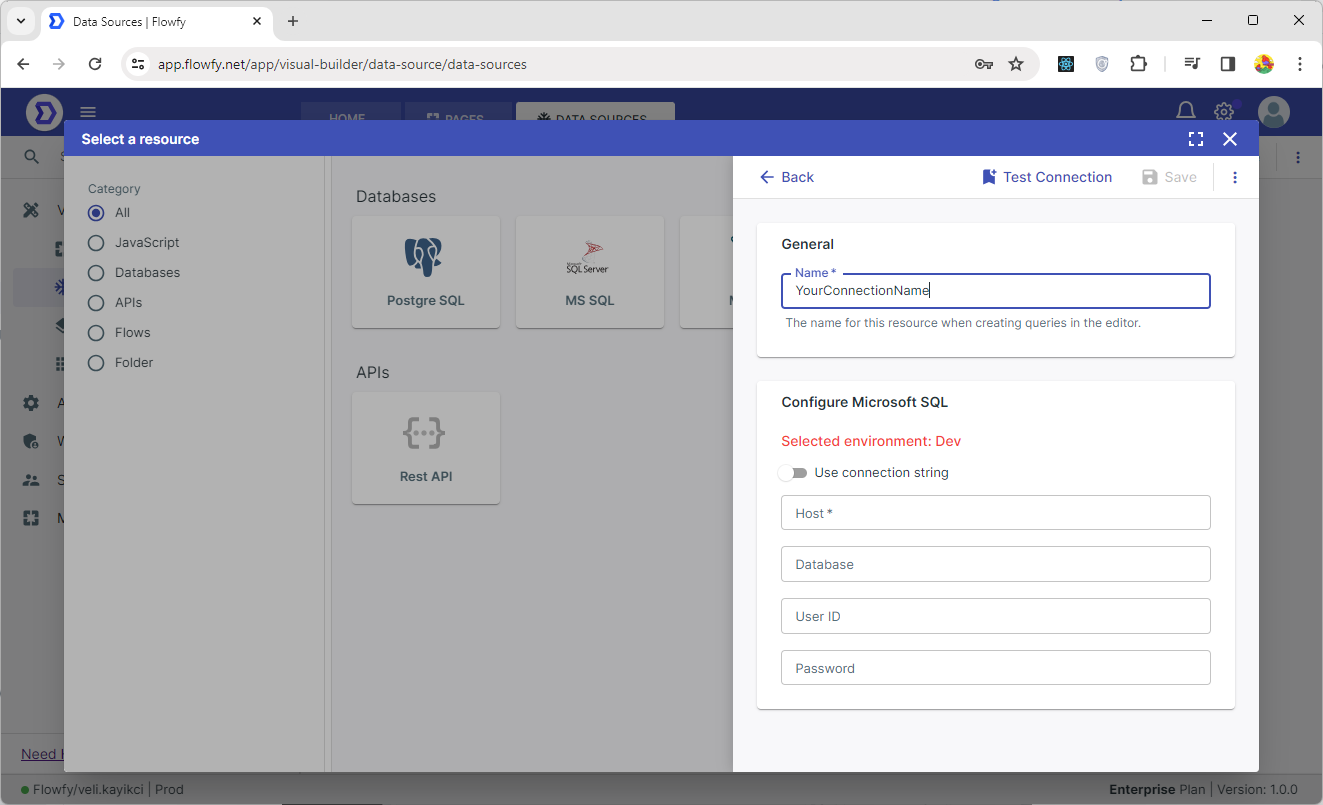 Data Sources | Flowfy
app.flowfy.net/app/visual-builder/data-source/data-sources
HOME
PAGES
DATA SOURCES
Select a resource
Category
All
JavaScript
Databases
APIs
Flows
Folder
Databases
Postgre SQL
Microsoft
SQL Server
MS SQL
APIs
Rest API
Back
Test Connection
Save
General
Name *
YourConnectionName
The name for this resource when creating queries in the editor.
Configure Microsoft SQL
Selected environment: Dev
Use connection string
Host *
Database
User ID
Password
Need
Flowfy/veli.kayikci | Prod
Enterprise Plan | Version: 1.0.0